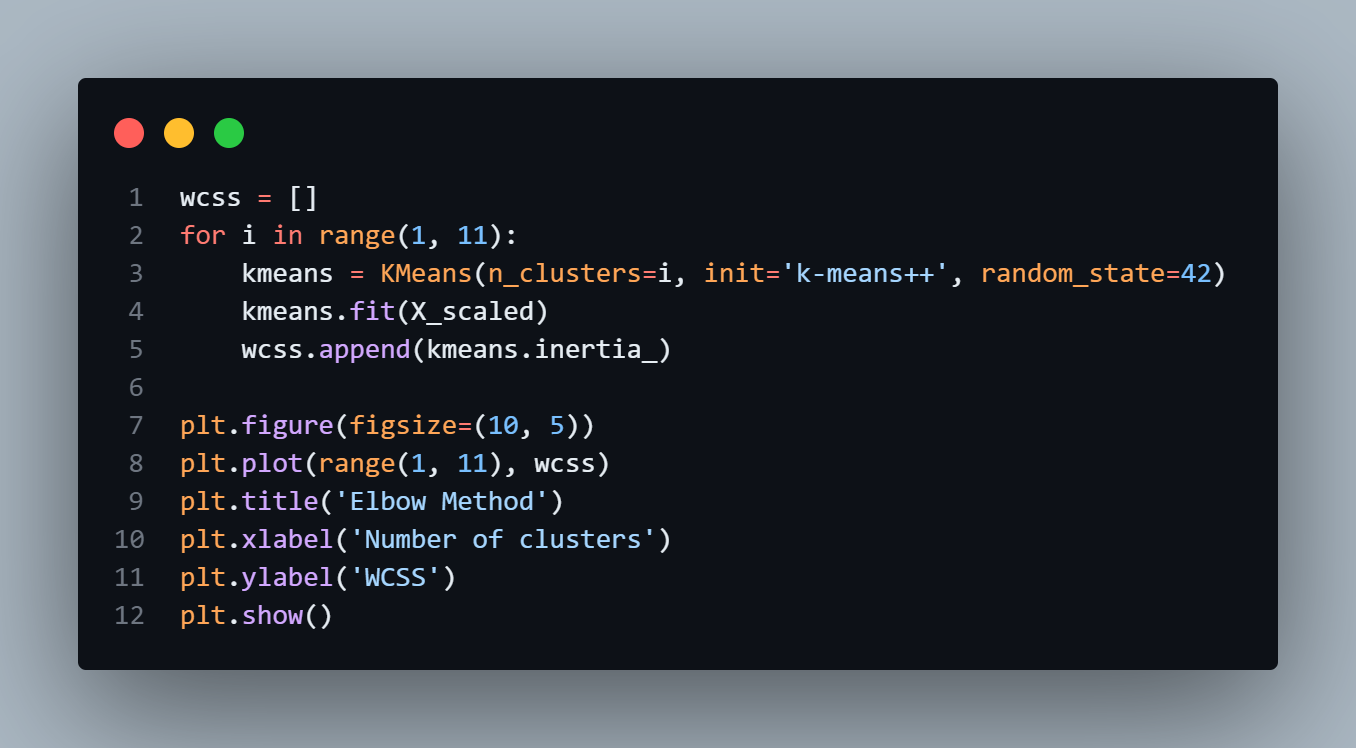 1 wcss = []
2 for i in range(1, 11):
3     kmeans = KMeans(n_clusters=i, init='k-means++', random_state=42)
4     kmeans.fit(X_scaled)
5     wcss.append(kmeans.inertia_)
6
7 plt.figure(figsize=(10, 5))
8 plt.plot(range(1, 11), wcss)
9 plt.title('Elbow Method')
10 plt.xlabel('Number of clusters')
11 plt.ylabel('WCSS')
12 plt.show()